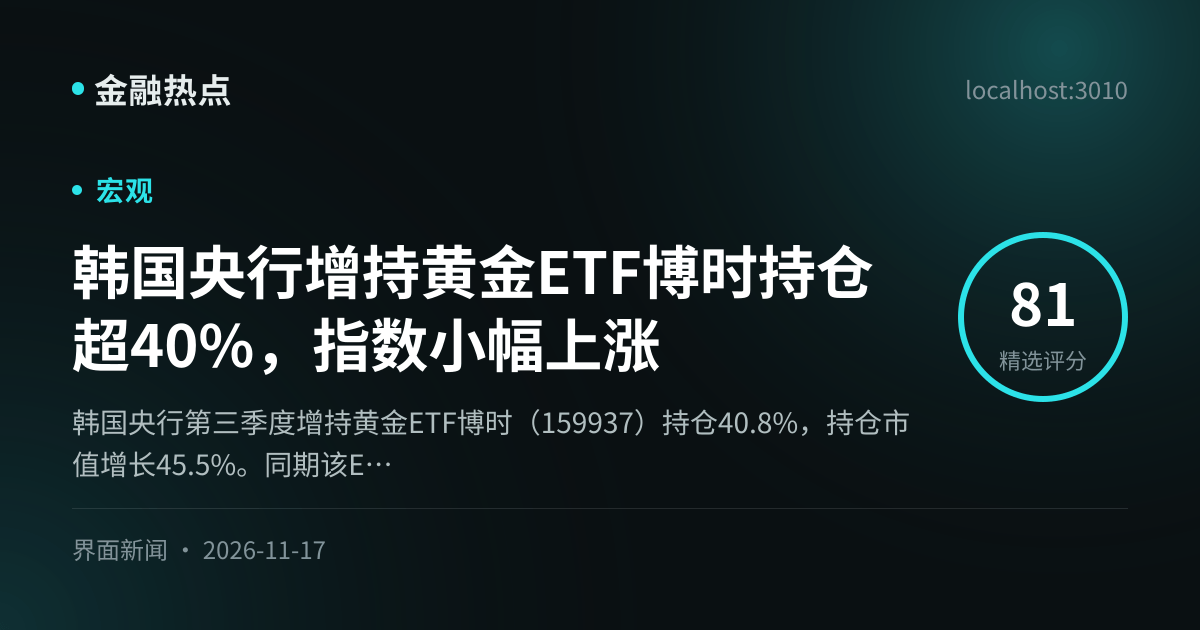 金融热点
localhost:3010
宏观
韩国央行增持黄金ETF博时持仓
超40%，指数小幅上涨
81
精选评分
韩国央行第三季度增持黄金ETF博时（159937）持仓40.8%，持仓市
值增长45.5%。同期该E…
界面新闻 • 2026-11-17